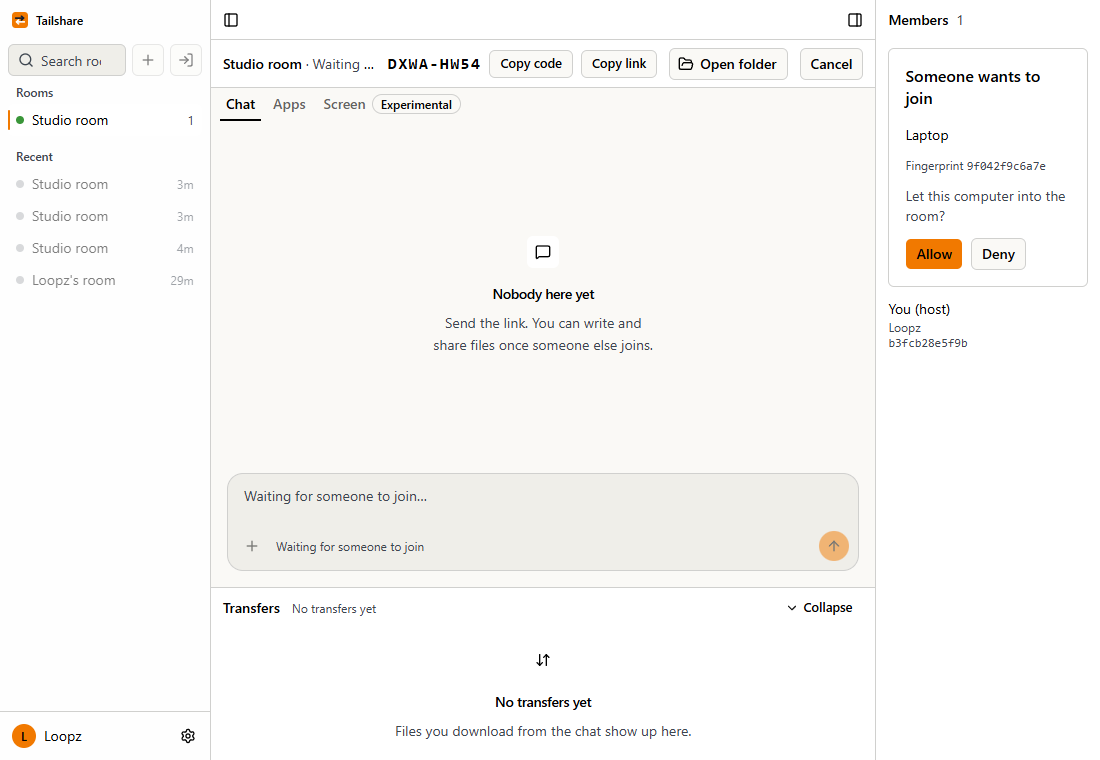 Tailshare
Search ro
Rooms
Studio room 1
Recent
Studio room 3m
Studio room 3m
Studio room 4m
Loopz's room 29m
L Loopz
Studio room · Waiting ... DXWA-HW54 Copy code Copy link Open folder Cancel
Chat Apps Screen Experimental
Nobody here yet
Send the link. You can write and
share files once someone else joins.
Waiting for someone to join...
Waiting for someone to join
Transfers No transfers yet Collapse
No transfers yet
Files you download from the chat show up here.
Members 1
Someone wants to
join
Laptop
Fingerprint 9f042f9c6a7e
Let this computer into the
room?
Allow Deny
You (host)
Loopz
b3fcb28e5f9b